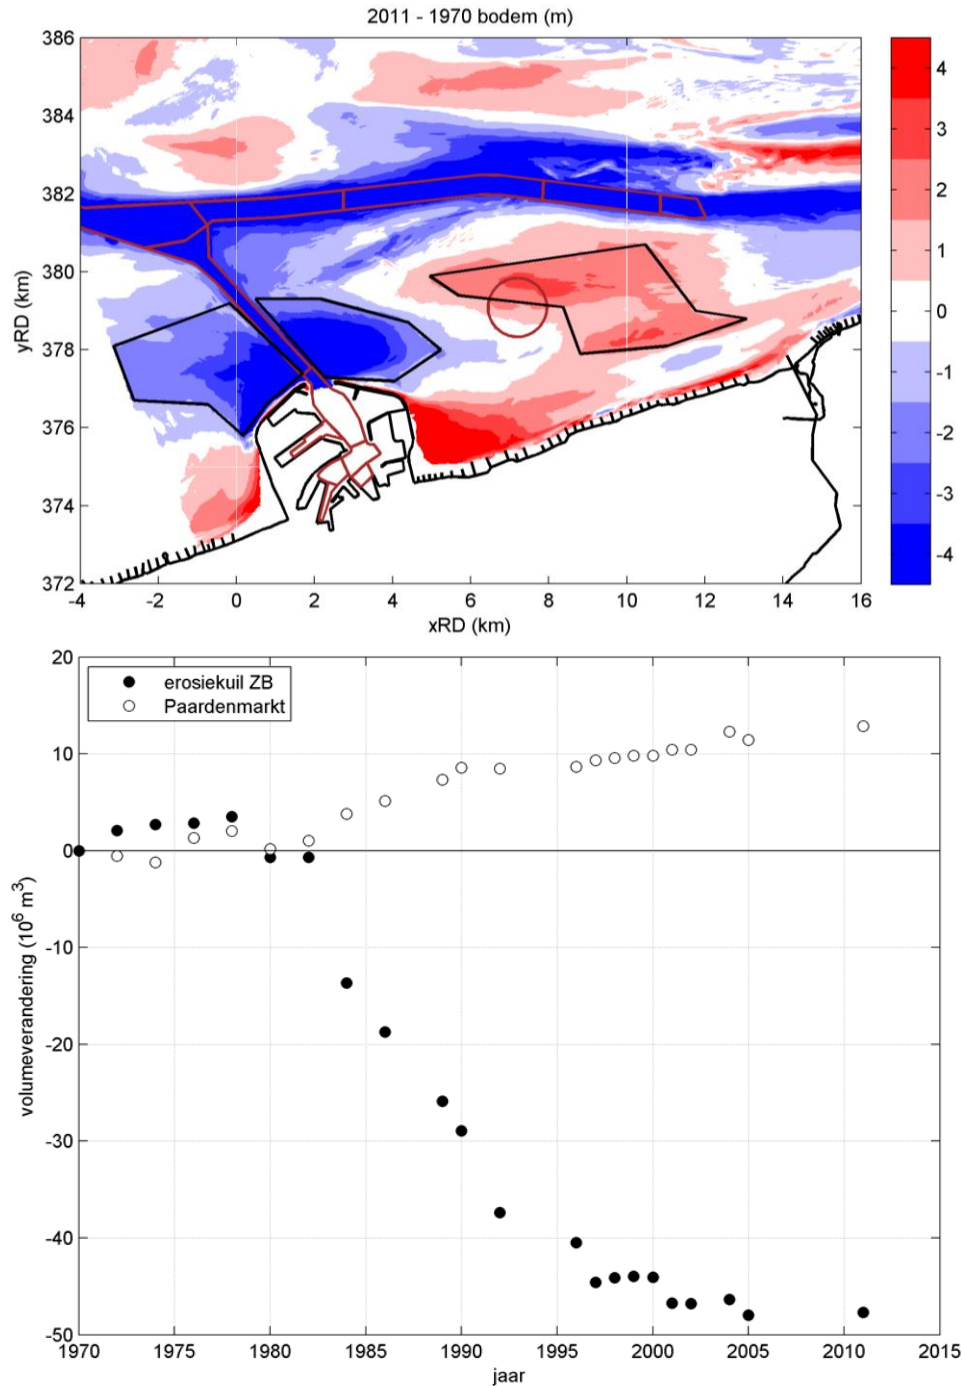 2011 - 1970 bodem (m)
386
384
382
380
378
376
374
372
yRD (km)
-4 -2 0 2 4 6 8 10 12 14 16
xRD (km)
4
3
2
1
0
-1
-2
-3
-4
20
10
0
-10
-20
-30
-40
-50
volumeverandering (10⁶ m³)
erosiekuil ZB
Paardenmarkt
1970 1975 1980 1985 1990 1995 2000 2005 2010 2015
jaar